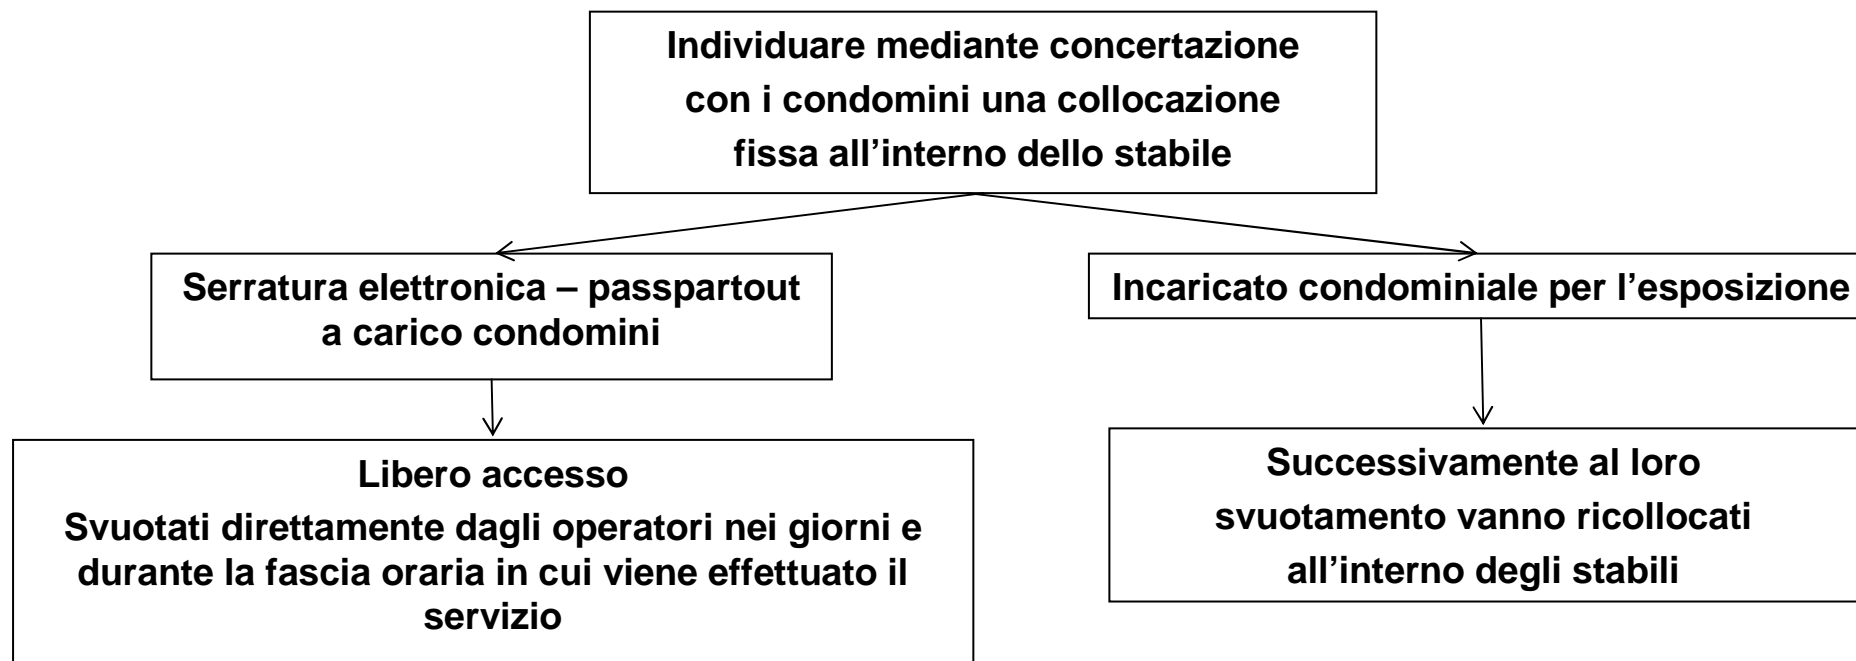 Individuare mediante concertazione
con i condomini una collocazione
fissa all’interno dello stabile
Serratura elettronica – passpartout
a carico condomini
Incaricato condominiale per l’esposizione
Libero accesso
Svuotati direttamente dagli operatori nei giorni e
durante la fascia oraria in cui viene effettuato il
servizio
Successivamente al loro
svuotamento vanno ricollocati
all’interno degli stabili